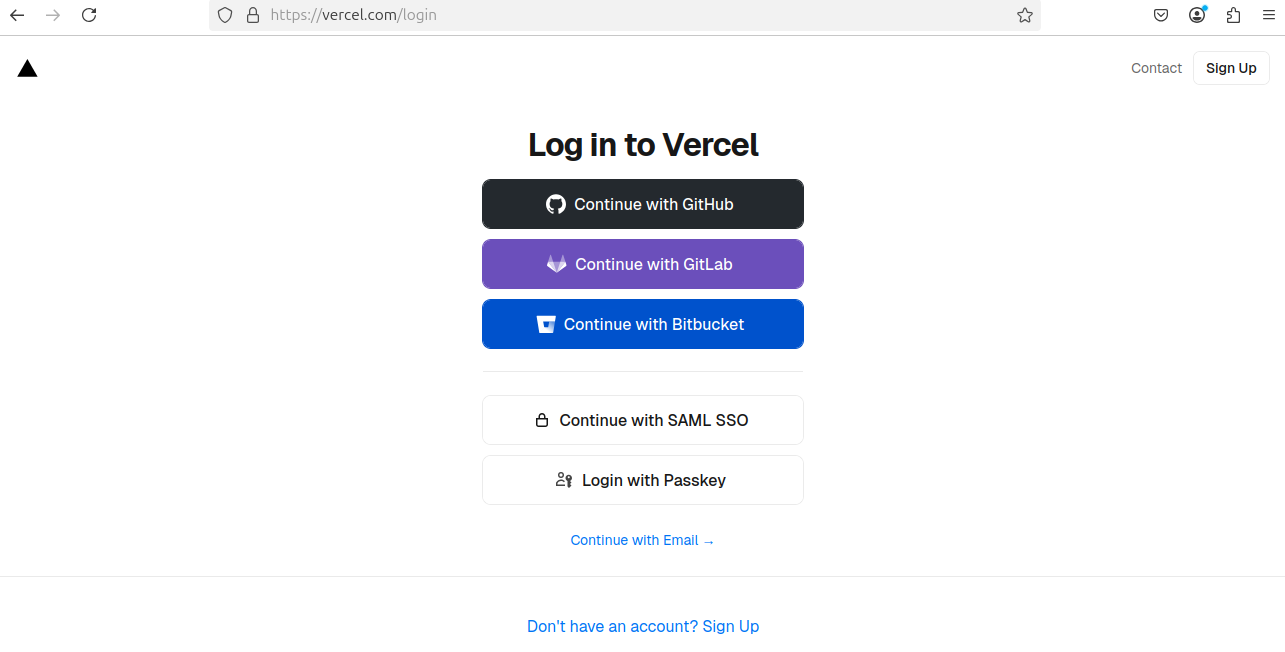 https://vercel.com/login
Contact
Sign Up
Log in to Vercel
Continue with GitHub
Continue with GitLab
Continue with Bitbucket
Continue with SAML SSO
Login with Passkey
Continue with Email →
Don't have an account? Sign Up